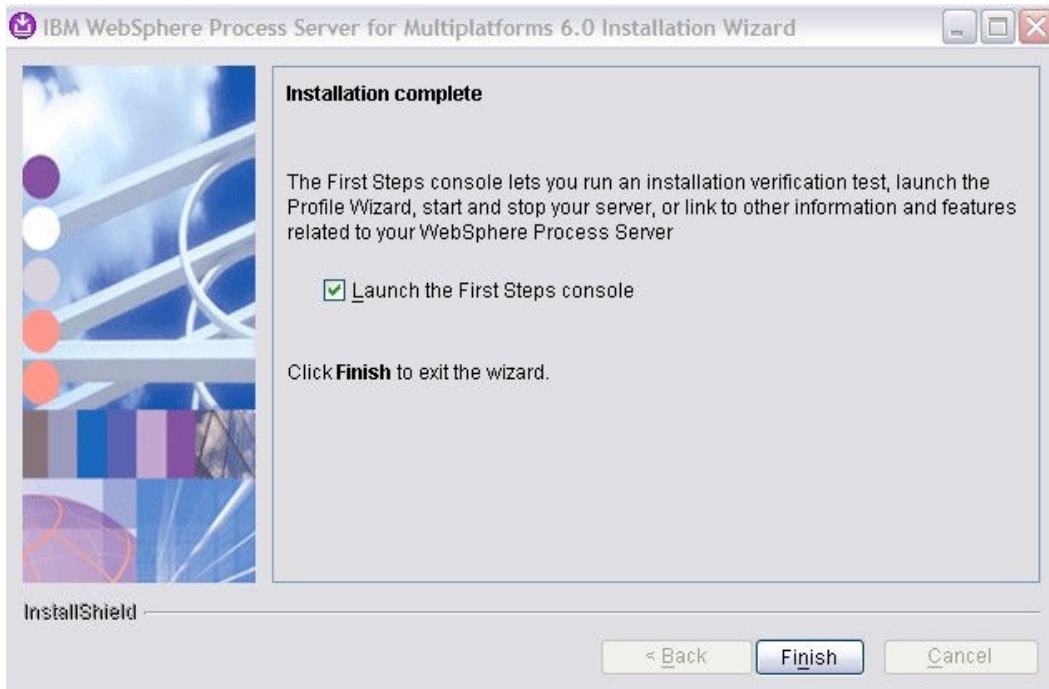 IBM WebSphere Process Server for Multiplatforms 6.0 Installation Wizard
Installation complete
The First Steps console lets you run an installation verification test, launch the
Profile Wizard, start and stop your server, or link to other information and features
related to your WebSphere Process Server
Launch the First Steps console
Click Finish to exit the wizard.
InstallShield
< Back
Finish
Cancel